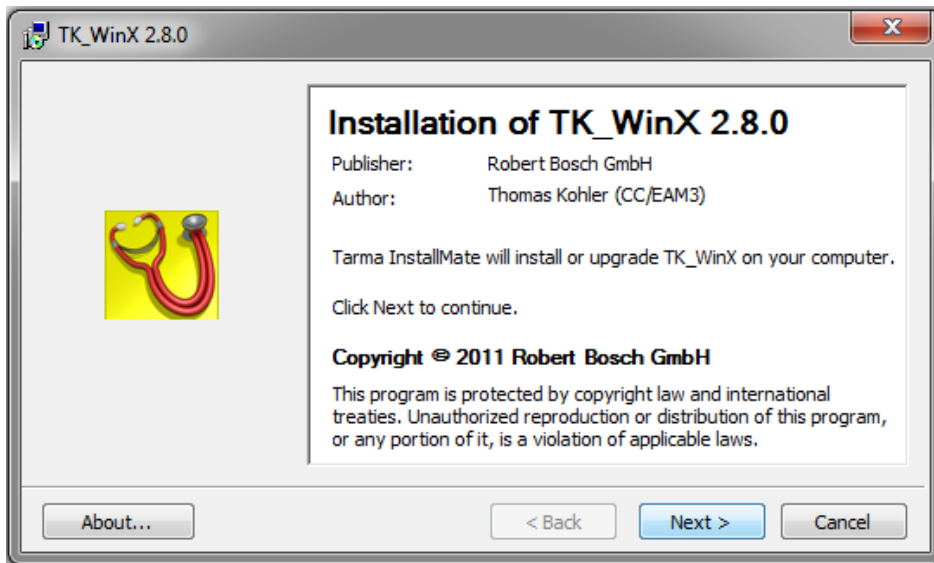 TK_WinX 2.8.0
Installation of TK_WinX 2.8.0
Publisher: Robert Bosch GmbH
Author: Thomas Kohler (CC/EAM3)
Tarma InstallMate will install or upgrade TK_WinX on your computer.
Click Next to continue.
Copyright © 2011 Robert Bosch GmbH
This program is protected by copyright law and international
treaties. Unauthorized reproduction or distribution of this program,
or any portion of it, is a violation of applicable laws.
About... < Back Next > Cancel